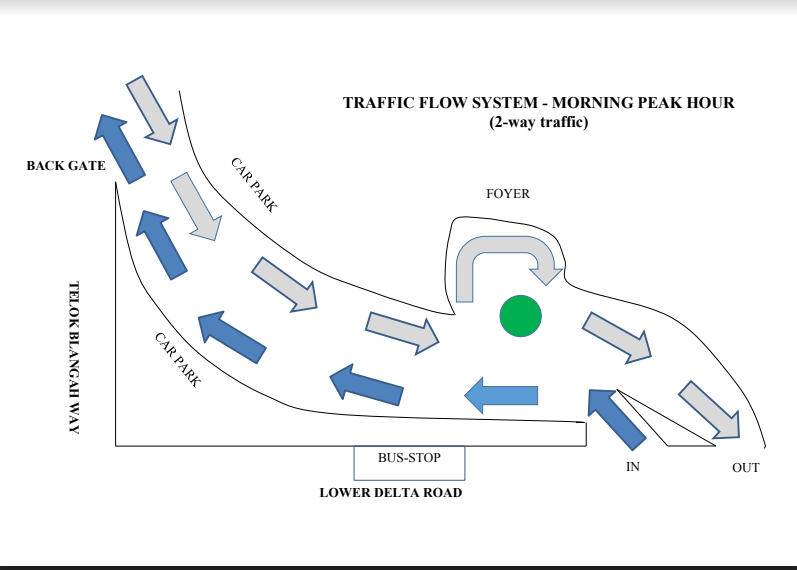 TRAFFIC FLOW SYSTEM - MORNING PEAK HOUR
(2-way traffic)
BACK GATE
CAR PARK
FOYER
TELOK BLANGAH WAY
CAR PARK
BUS-STOP
IN
OUT
LOWER DELTA ROAD